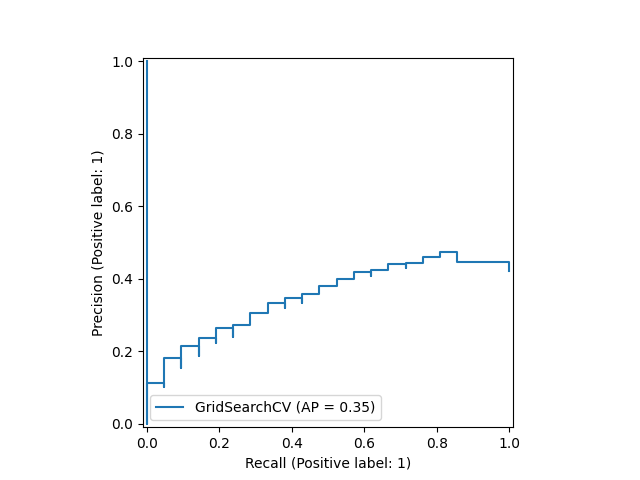 1.0
0.8
0.6
0.4
0.2
0.0
Precision (Positive label: 1)
GridSearchCV (AP = 0.35)
0.0 0.2 0.4 0.6 0.8 1.0
Recall (Positive label: 1)